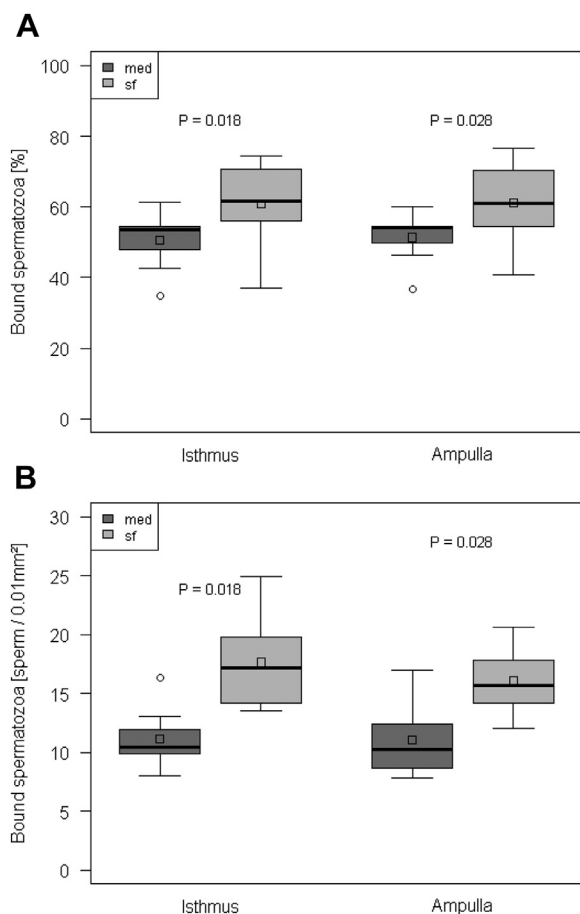 A
100
80
60
40
20
0
Bound spermatozoa [%]
med
sf
P = 0.018
P = 0.028
Isthmus
Ampulla
B
30
25
20
15
10
5
0
Bound spermatozoa [sperm / 0.01mm²]
med
sf
P = 0.018
P = 0.028
Isthmus
Ampulla